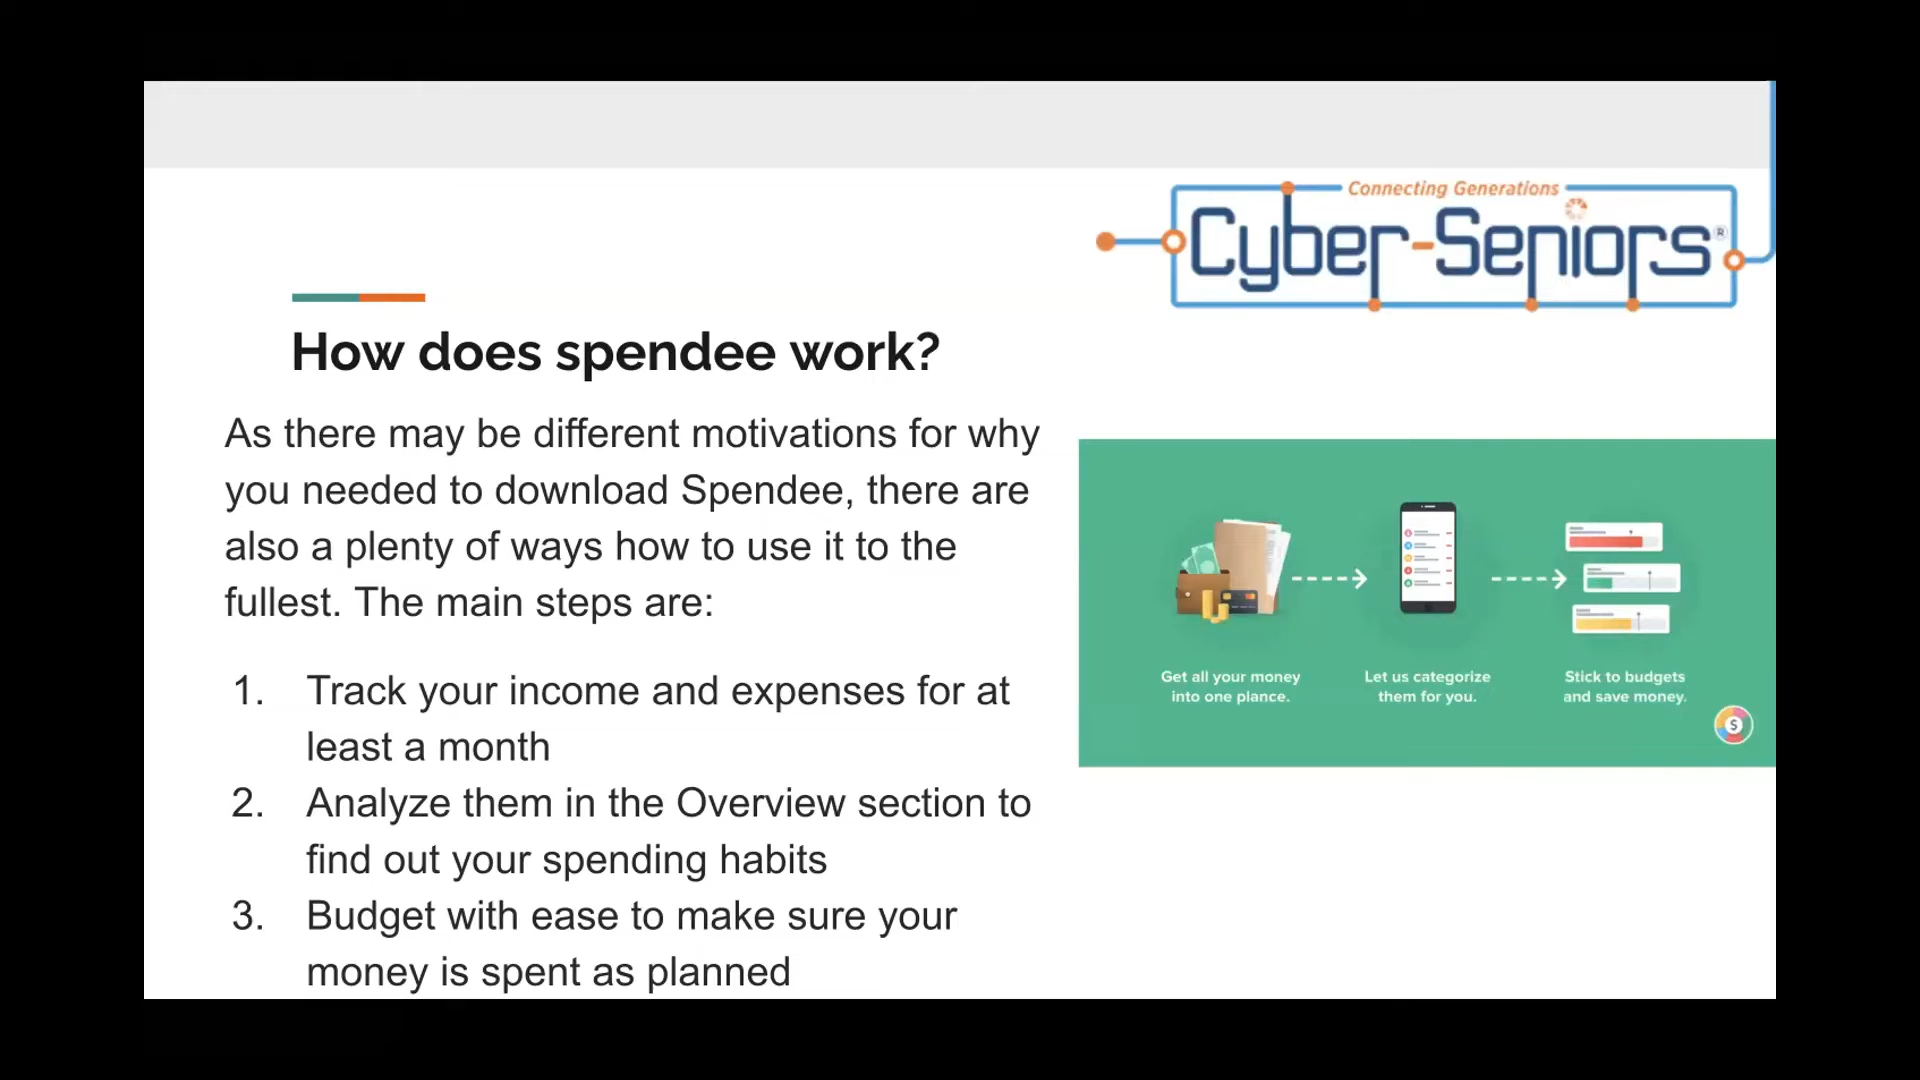 Connecting Generations
Cyber-Seniors®
How does spendee work?
As there may be different motivations for why
you needed to download Spendee, there are
also a plenty of ways how to use it to the
fullest. The main steps are:
1. Track your income and expenses for at
least a month
2. Analyze them in the Overview section to
find out your spending habits
3. Budget with ease to make sure your
money is spent as planned
Get all your money
into one plance.
Let us categorize
them for you.
Stick to budgets
and save money.
$